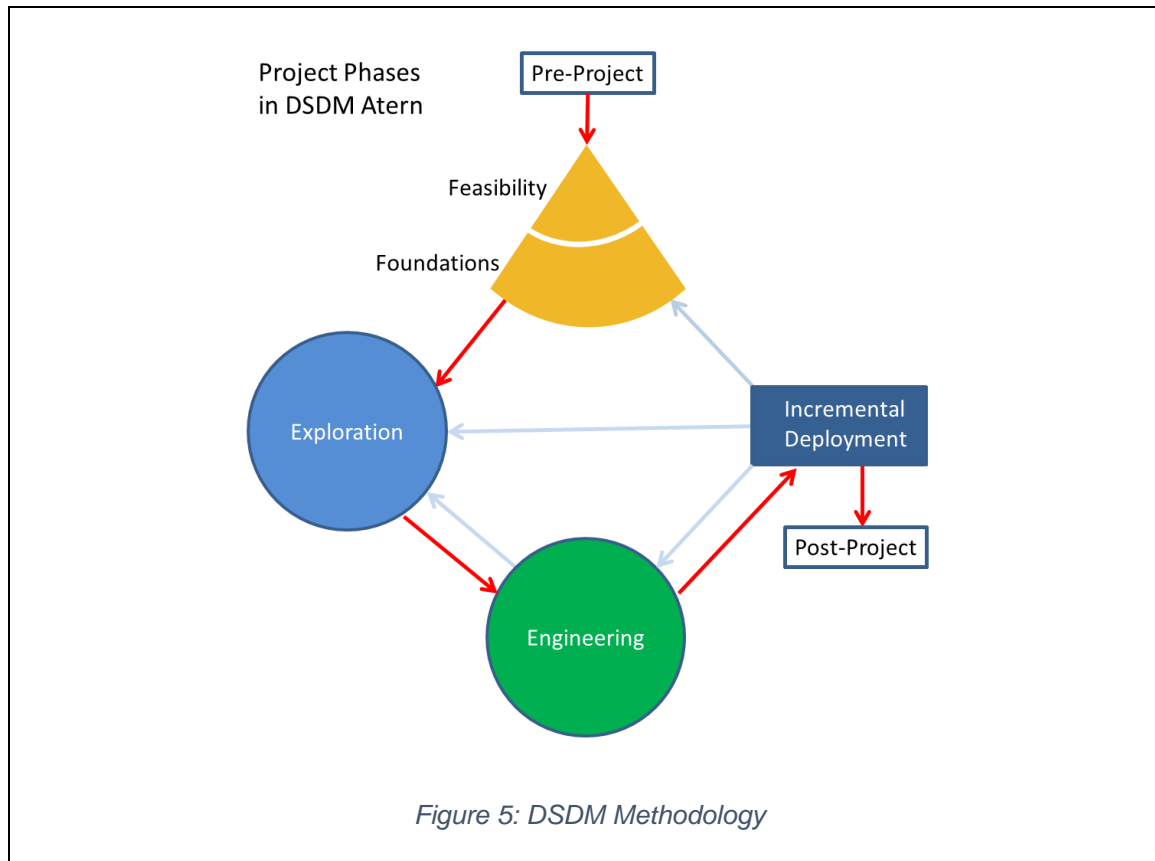 Project Phases
in DSDM Atern
Pre-Project
Feasibility
Foundations
Exploration
Incremental
Deployment
Post-Project
Engineering
Figure 5: DSDM Methodology